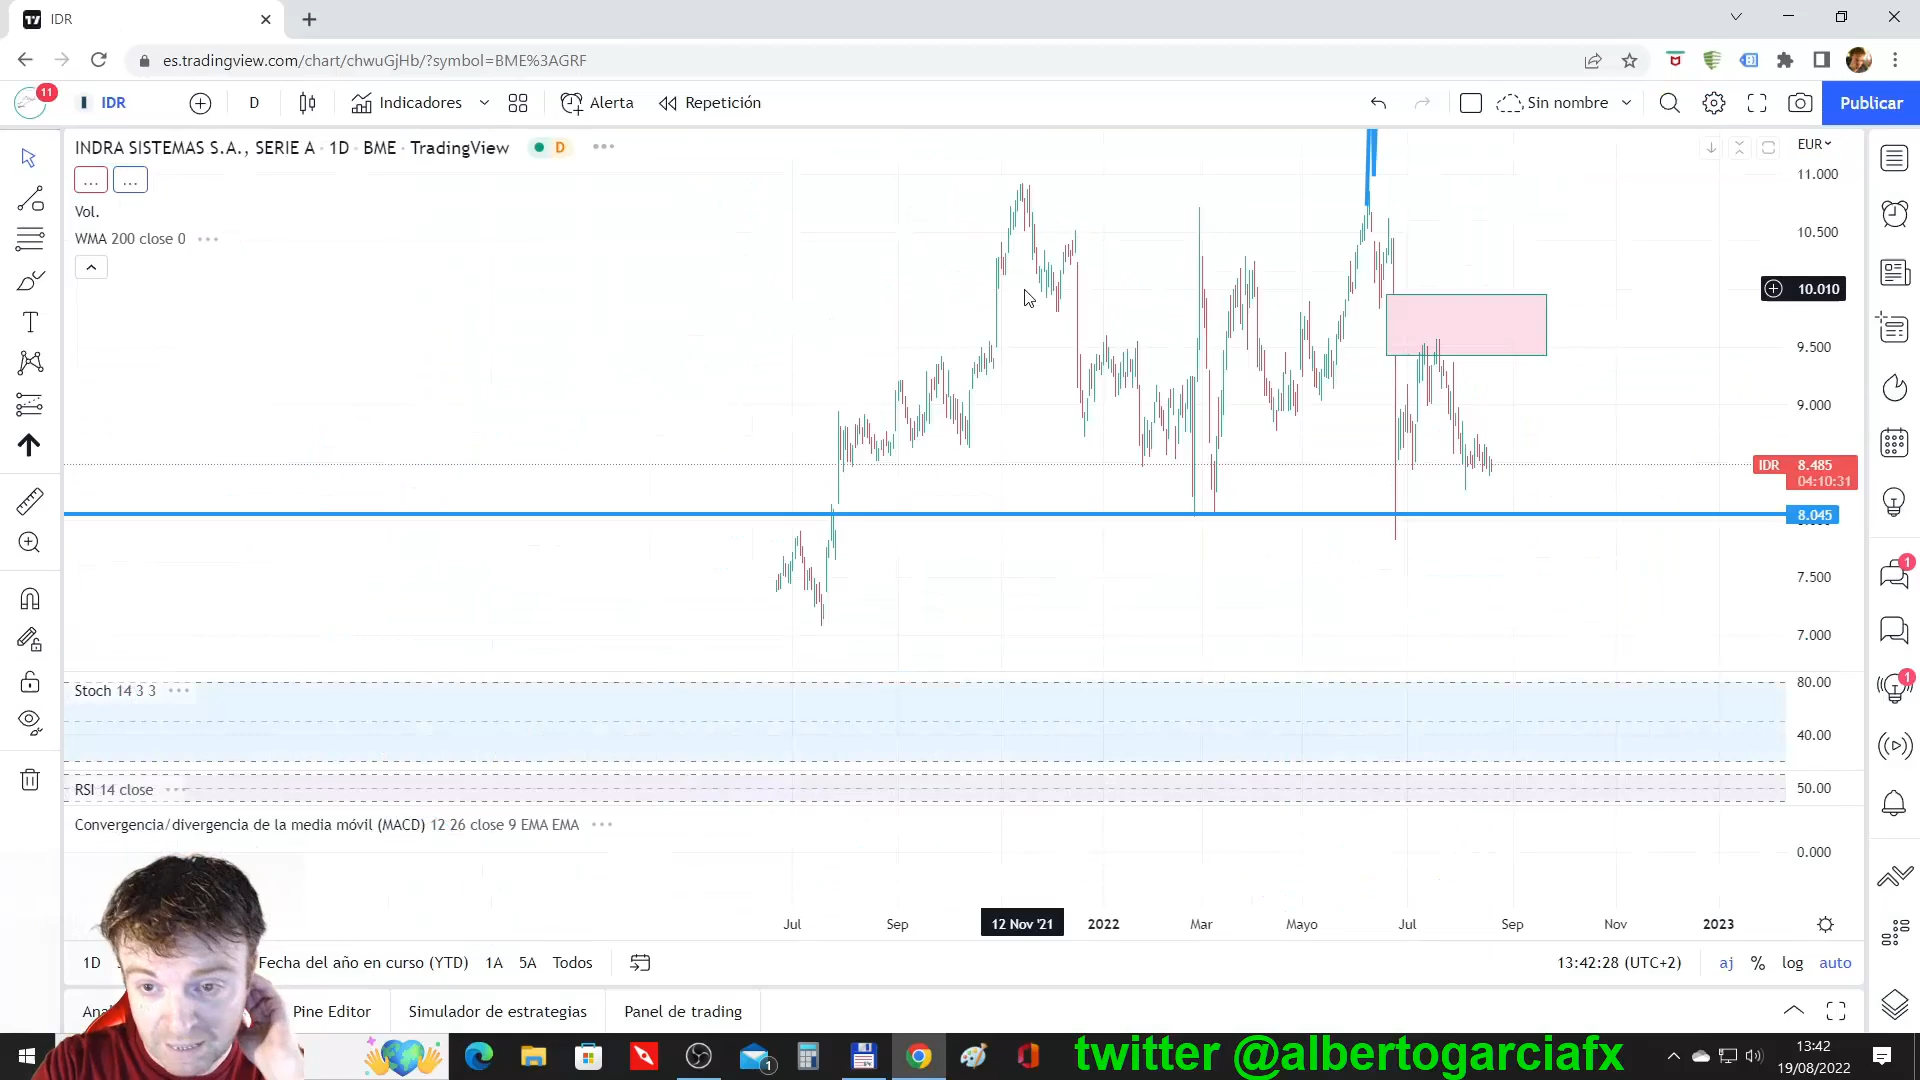 IDR
es.tradingview.com/chart/chwuGjHb/?symbol=BME%3AGRF
11
IDR
D
Indicadores
Alerta
Repetición
Sin nombre
Publicar
INDRA SISTEMAS S.A., SERIE A · 1D · BME · TradingView
D
EUR
...
...
Vol.
WMA 200 close 0
11.000
10.500
10.010
9.500
9.000
IDR 8.485
04:10:31
8.045
7.500
7.000
Stoch 14 3 3
80.00
40.00
RSI 14 close
50.00
Convergencia/divergencia de la media móvil (MACD) 12 26 close 9 EMA EMA
0.000
1
1
Jul
Sep
12 Nov '21
2022
Mar
Mayo
Jul
Sep
Nov
2023
1D
Fecha del año en curso (YTD)
1A
5A
Todos
13:42:28 (UTC+2)
aj
%
log
auto
Pine Editor
Simulador de estrategias
Panel de trading
1
twitter @albertogarciafx
13:42
19/08/2022